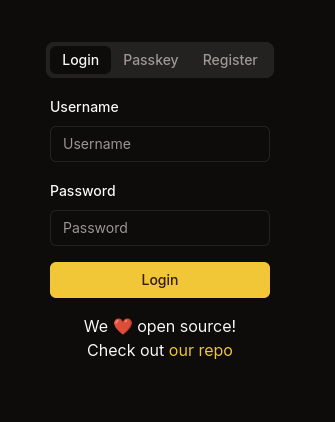 Login Passkey Register
Username
Username
Password
Password
Login
We ❤️ open source!
Check out our repo